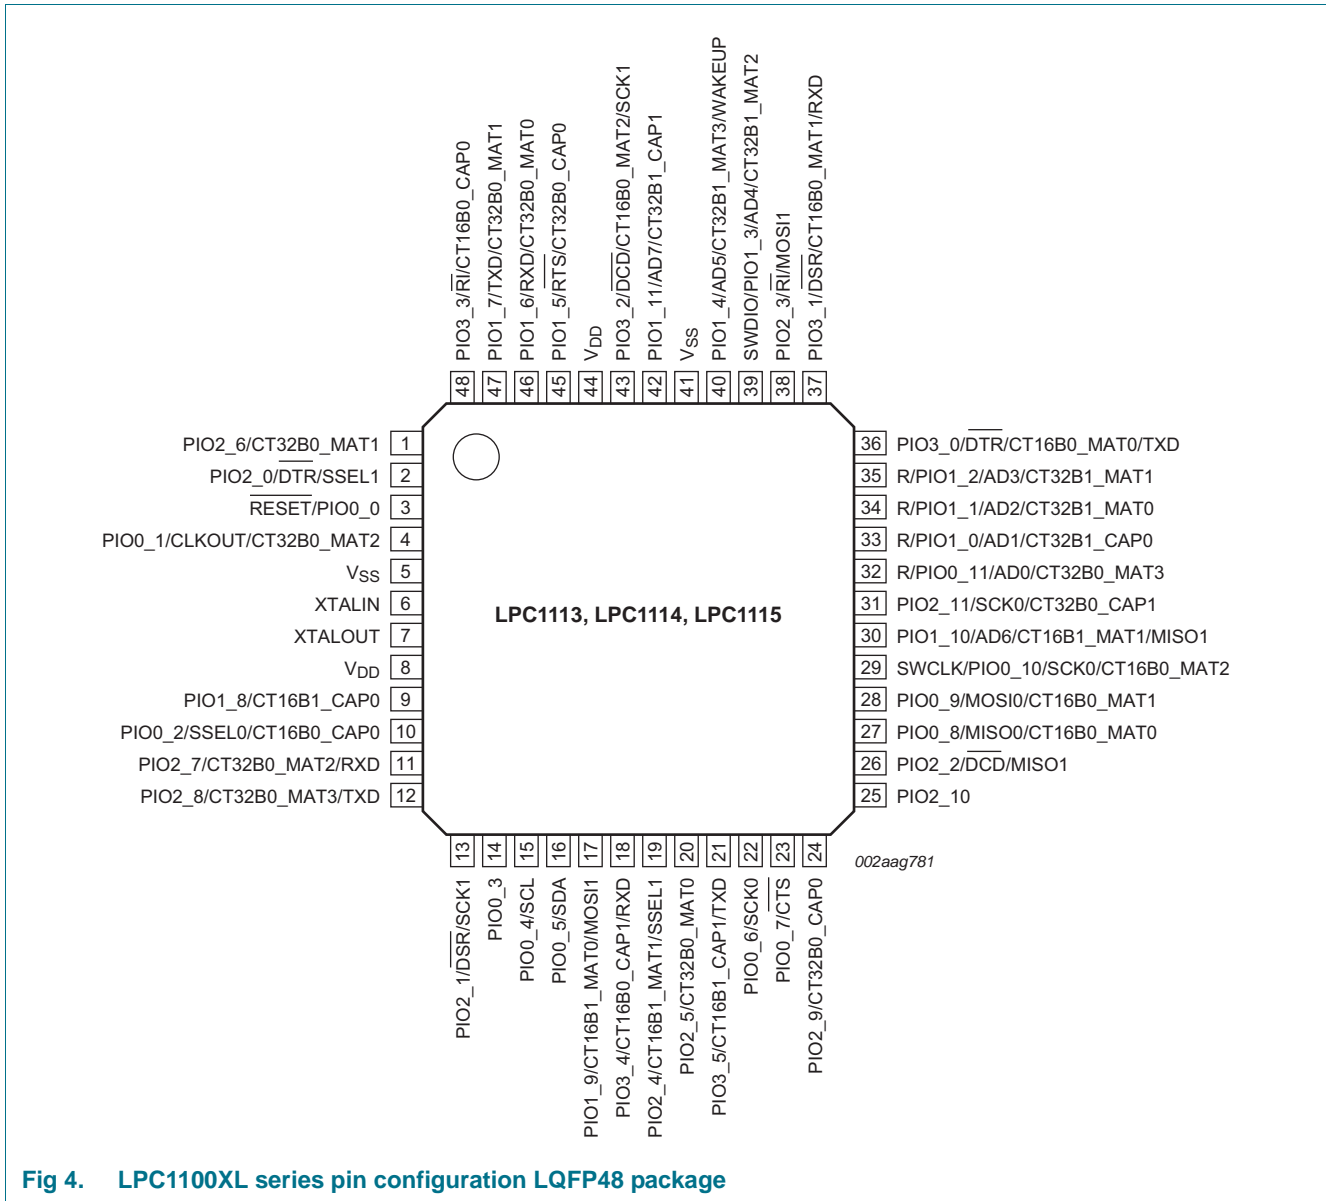 PIO3_3/RI/CT16B0_CAP0
PIO1_7/TXD/CT32B0_MAT1
PIO1_6/RXD/CT32B0_MAT0
PIO1_5/RTS/CT32B0_CAP0
VDD
PIO3_2/DCD/CT16B0_MAT2/SCK1
PIO1_11/AD7/CT32B1_CAP1
VSS
PIO1_4/AD5/CT32B1_MAT3/WAKEUP
SWDIO/PIO1_3/AD4/CT32B1_MAT2
PIO2_3/RI/MOSI1
PIO3_1/DSR/CT16B0_MAT1/RXD
48 47 46 45 44 43 42 41 40 39 38 37
PIO2_6/CT32B0_MAT1 1
PIO2_0/DTR/SSEL1 2
RESET/PIO0_0 3
PIO0_1/CLKOUT/CT32B0_MAT2 4
VSS 5
XTALIN 6
XTALOUT 7
VDD 8
PIO1_8/CT16B1_CAP0 9
PIO0_2/SSEL0/CT16B0_CAP0 10
PIO2_7/CT32B0_MAT2/RXD 11
PIO2_8/CT32B0_MAT3/TXD 12
LPC1113, LPC1114, LPC1115
36 PIO3_0/DTR/CT16B0_MAT0/TXD
35 R/PIO1_2/AD3/CT32B1_MAT1
34 R/PIO1_1/AD2/CT32B1_MAT0
33 R/PIO1_0/AD1/CT32B1_CAP0
32 R/PIO0_11/AD0/CT32B0_MAT3
31 PIO2_11/SCK0/CT32B0_CAP1
30 PIO1_10/AD6/CT16B1_MAT1/MISO1
29 SWCLK/PIO0_10/SCK0/CT16B0_MAT2
28 PIO0_9/MOSI0/CT16B0_MAT1
27 PIO0_8/MISO0/CT16B0_MAT0
26 PIO2_2/DCD/MISO1
25 PIO2_10
13 14 15 16 17 18 19 20 21 22 23 24
PIO2_1/DSR/SCK1
PIO0_3
PIO0_4/SCL
PIO0_5/SDA
PIO1_9/CT16B1_MAT0/MOSI1
PIO3_4/CT16B0_CAP1/RXD
PIO2_4/CT16B1_MAT1/SSEL1
PIO2_5/CT32B0_MAT0
PIO3_5/CT16B1_CAP1/TXD
PIO0_6/SCK0
PIO0_7/CTS
PIO2_9/CT32B0_CAP0
002aag781
Fig 4. LPC1100XL series pin configuration LQFP48 package